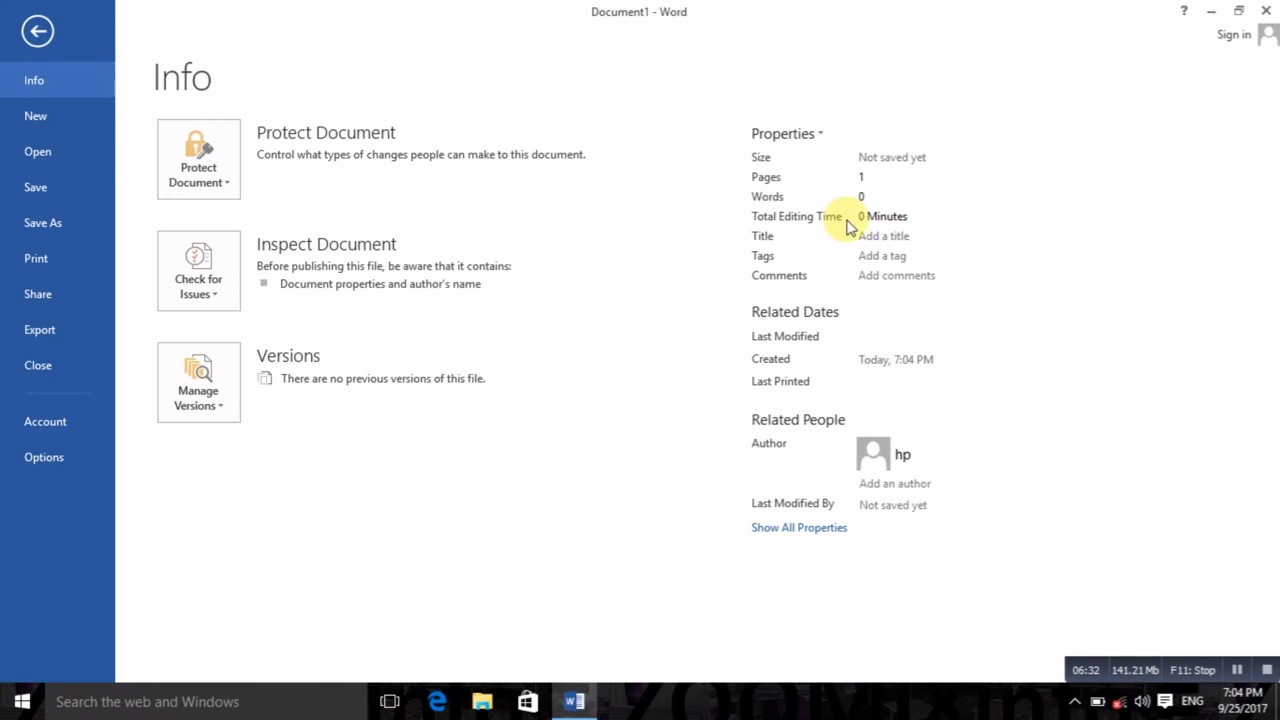 Document1 - Word
?
Sign in
Info
New
Open
Save
Save As
Print
Share
Export
Close
Account
Options
Info
Protect Document
Protect Document
Control what types of changes people can make to this document.
Check for Issues
Inspect Document
Before publishing this file, be aware that it contains:
Document properties and author's name
Manage Versions
Versions
There are no previous versions of this file.
Properties
Size Not saved yet
Pages 1
Words 0
Total Editing Time 0 Minutes
Title Add a title
Tags Add a tag
Comments Add comments
Related Dates
Last Modified
Created Today, 7:04 PM
Last Printed
Related People
Author hp
Add an author
Last Modified By Not saved yet
Show All Properties
06:32 141.21Mb F11: Stop
Search the web and Windows
ENG
7:04 PM
9/25/2017